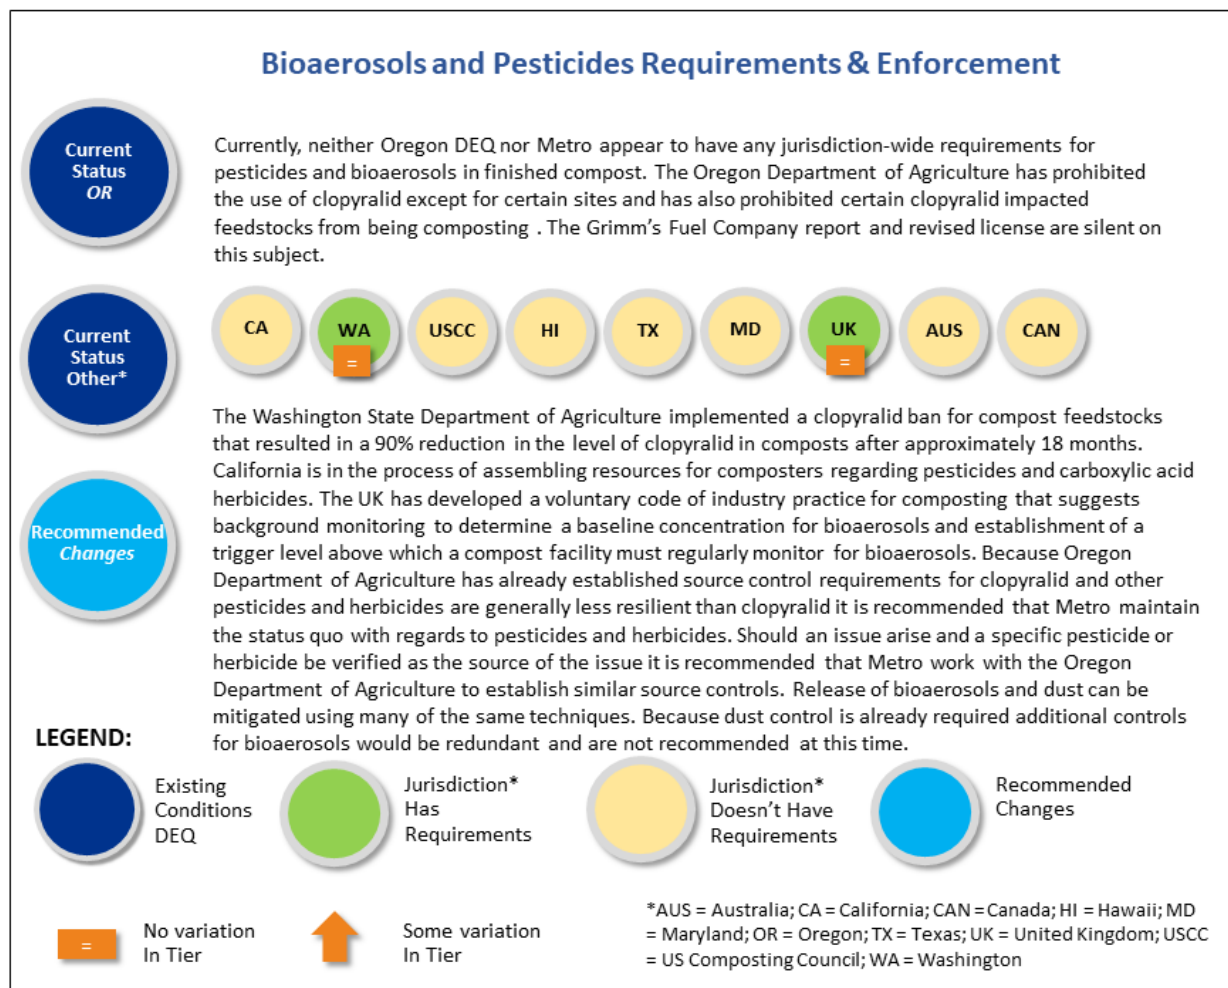 Bioaerosols and Pesticides Requirements & Enforcement
Current
Status
OR
Currently, neither Oregon DEQ nor Metro appear to have any jurisdiction-wide requirements for
pesticides and bioaerosols in finished compost. The Oregon Department of Agriculture has prohibited
the use of clopyralid except for certain sites and has also prohibited certain clopyralid impacted
feedstocks from being composting . The Grimm's Fuel Company report and revised license are silent on
this subject.
Current
Status
Other*
CA
WA
=
USCC
HI
TX
MD
UK
=
AUS
CAN
Recommended
Changes
The Washington State Department of Agriculture implemented a clopyralid ban for compost feedstocks
that resulted in a 90% reduction in the level of clopyralid in composts after approximately 18 months.
California is in the process of assembling resources for composters regarding pesticides and carboxylic acid
herbicides. The UK has developed a voluntary code of industry practice for composting that suggests
background monitoring to determine a baseline concentration for bioaerosols and establishment of a
trigger level above which a compost facility must regularly monitor for bioaerosols. Because Oregon
Department of Agriculture has already established source control requirements for clopyralid and other
pesticides and herbicides are generally less resilient than clopyralid it is recommended that Metro maintain
the status quo with regards to pesticides and herbicides. Should an issue arise and a specific pesticide or
herbicide be verified as the source of the issue it is recommended that Metro work with the Oregon
Department of Agriculture to establish similar source controls. Release of bioaerosols and dust can be
mitigated using many of the same techniques. Because dust control is already required additional controls
for bioaerosols would be redundant and are not recommended at this time.
LEGEND:
Existing
Conditions
DEQ
Jurisdiction*
Has
Requirements
Jurisdiction*
Doesn't Have
Requirements
Recommended
Changes
=
No variation
In Tier
Some variation
In Tier
*AUS = Australia; CA = California; CAN = Canada; HI = Hawaii; MD
= Maryland; OR = Oregon; TX = Texas; UK = United Kingdom; USCC
= US Composting Council; WA = Washington